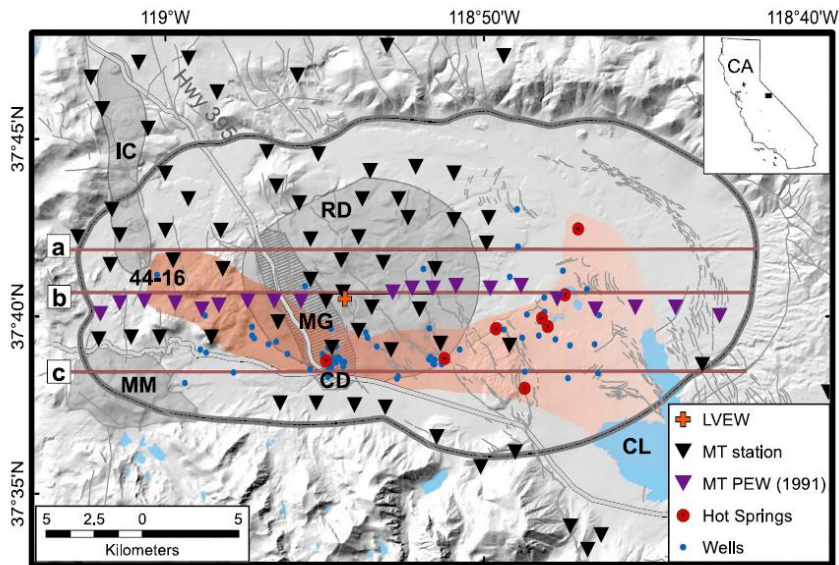 119°W
118°50'W
118°40'W
37°45'N
37°40'N
37°35'N
CA
Hwy 395
IC
RD
a
44-16
b
MG
c
MM
CD
CL
LVEW
MT station
MT PEW (1991)
Hot Springs
Wells
5 2.5 0 5
Kilometers